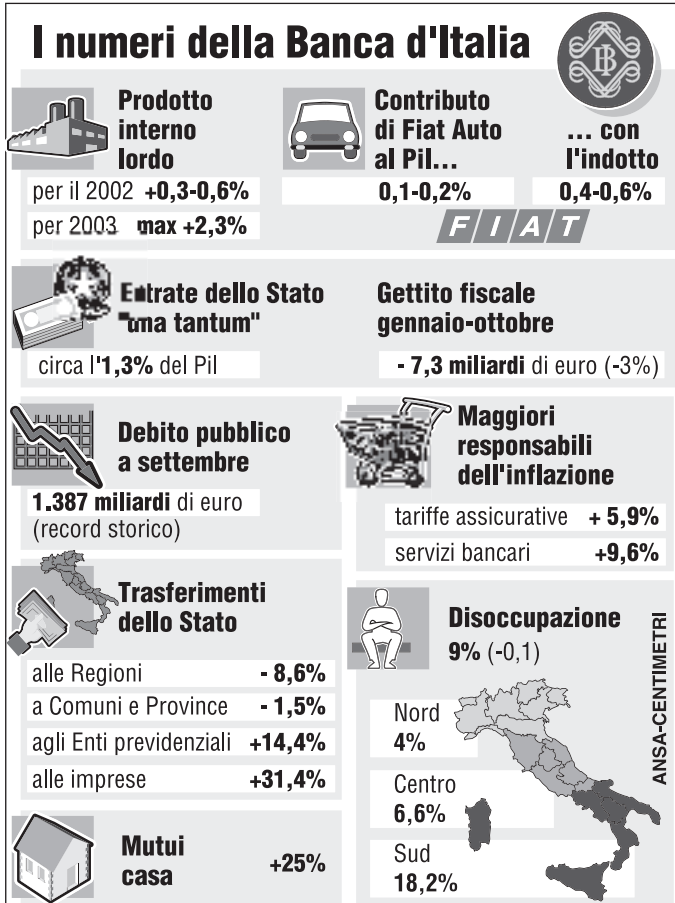 I numeri della Banca d'Italia
Prodotto
interno
lordo
per il 2002 +0,3-0,6%
per 2003 max +2,3%
Contributo
di Fiat Auto
al Pil...
0,1-0,2%
... con
l'indotto
0,4-0,6%
FIAT
Entrate dello Stato
"una tantum"
circa l'1,3% del Pil
Gettito fiscale
gennaio-ottobre
- 7,3 miliardi di euro (-3%)
Debito pubblico
a settembre
1.387 miliardi di euro
(record storico)
Maggiori
responsabili
dell'inflazione
tariffe assicurative + 5,9%
servizi bancari +9,6%
Trasferimenti
dello Stato
alle Regioni - 8,6%
a Comuni e Province - 1,5%
agli Enti previdenziali +14,4%
alle imprese +31,4%
Disoccupazione
9% (-0,1)
Nord
4%
Centro
6,6%
Sud
18,2%
Mutui
casa
+25%
ANSA-CENTIMETRI